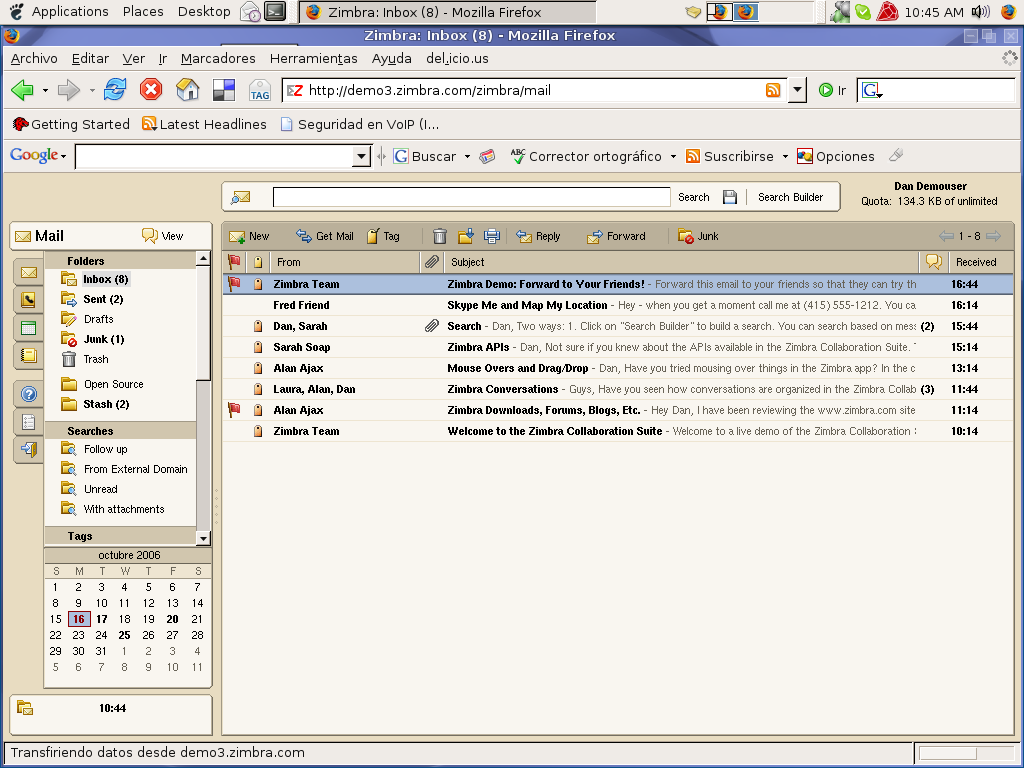 Applications Places Desktop Zimbra: Inbox (8) - Mozilla Firefox 10:45 AM
Zimbra: Inbox (8) - Mozilla Firefox
Archivo Editar Ver Ir Marcadores Herramientas Ayuda del.icio.us
TAG http://demo3.zimbra.com/zimbra/mail Ir G
Getting Started Latest Headlines Seguridad en VoIP (I...
Google G Buscar ABC Corrector ortográfico Suscribirse Opciones
Search Search Builder
Dan Demouser
Quota: 134.3 KB of unlimited
Mail View
New Get Mail Tag Reply Forward Junk 1 - 8
Folders
Inbox (8)
Sent (2)
Drafts
Junk (1)
Trash
Open Source
Stash (2)
Searches
Follow up
From External Domain
Unread
With attachments
Tags
octubre 2006
S M T W T F S
1 2 3 4 5 6 7
8 9 10 11 12 13 14
15 16 17 18 19 20 21
22 23 24 25 26 27 28
29 30 31 1 2 3 4
5 6 7 8 9 10 11
10:44
From Subject Received
Zimbra Team Zimbra Demo: Forward to Your Friends! - Forward this email to your friends so that they can try th 16:44
Fred Friend Skype Me and Map My Location - Hey - when you get a moment call me at (415) 555-1212. You ca 16:14
Dan, Sarah Search - Dan, Two ways: 1. Click on "Search Builder" to build a search. You can search based on mess (2) 15:44
Sarah Soap Zimbra APIs - Dan, Not sure if you knew about the APIs available in the Zimbra Collaboration Suite. 15:14
Alan Ajax Mouse Overs and Drag/Drop - Dan, Have you tried mousing over things in the Zimbra app? In the c 13:14
Laura, Alan, Dan Zimbra Conversations - Guys, Have you seen how conversations are organized in the Zimbra Collab (3) 11:44
Alan Ajax Zimbra Downloads, Forums, Blogs, Etc. - Hey Dan, I have been reviewing the www.zimbra.com site 11:14
Zimbra Team Welcome to the Zimbra Collaboration Suite - Welcome to a live demo of the Zimbra Collaboration 10:14
Transfiriendo datos desde demo3.zimbra.com